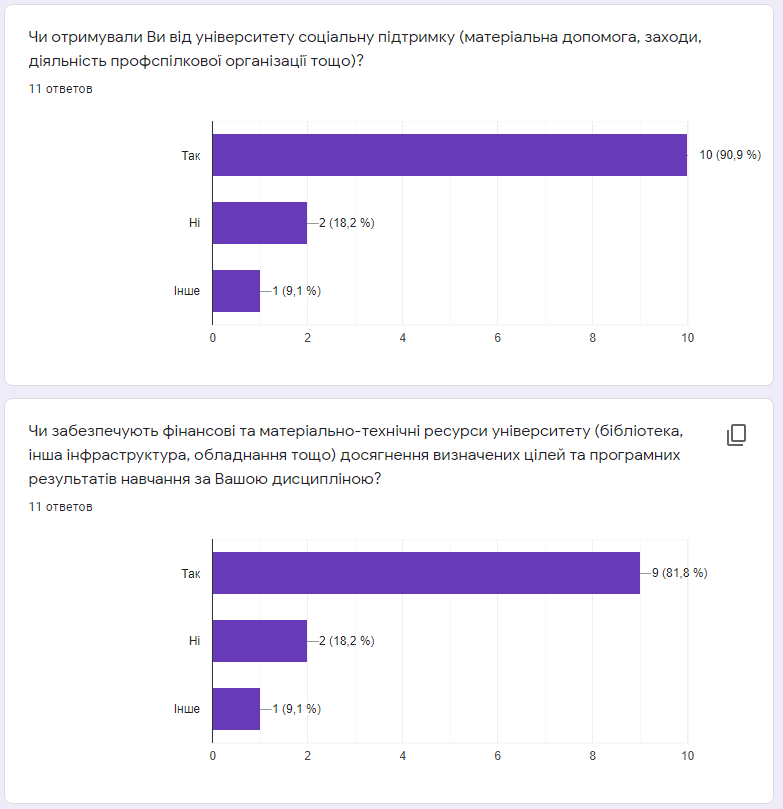 Чи отримували Ви від університету соціальну підтримку (матеріальна допомога, заходи,
діяльність профспілкової організації тощо)?
11 ответов
Так
10 (90,9 %)
Ні
2 (18,2 %)
Інше
1 (9,1 %)
0 2 4 6 8 10
Чи забезпечують фінансові та матеріально-технічні ресурси університету (бібліотека,
інша інфраструктура, обладнання тощо) досягнення визначених цілей та програмних
результатів навчання за Вашою дисципліною?
11 ответов
Так
9 (81,8 %)
Ні
2 (18,2 %)
Інше
1 (9,1 %)
0 2 4 6 8 10